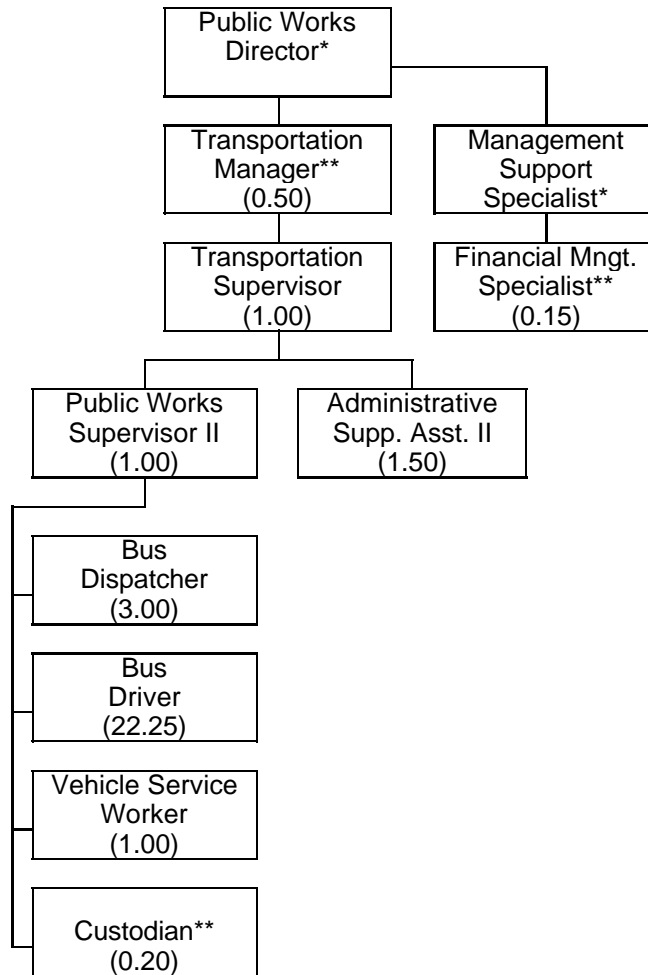 Public Works
Director*
Transportation
Manager**
(0.50)
Management
Support
Specialist*
Transportation
Supervisor
(1.00)
Financial Mngt.
Specialist**
(0.15)
Public Works
Supervisor II
(1.00)
Administrative
Supp. Asst. II
(1.50)
Bus
Dispatcher
(3.00)
Bus
Driver
(22.25)
Vehicle Service
Worker
(1.00)
Custodian**
(0.20)